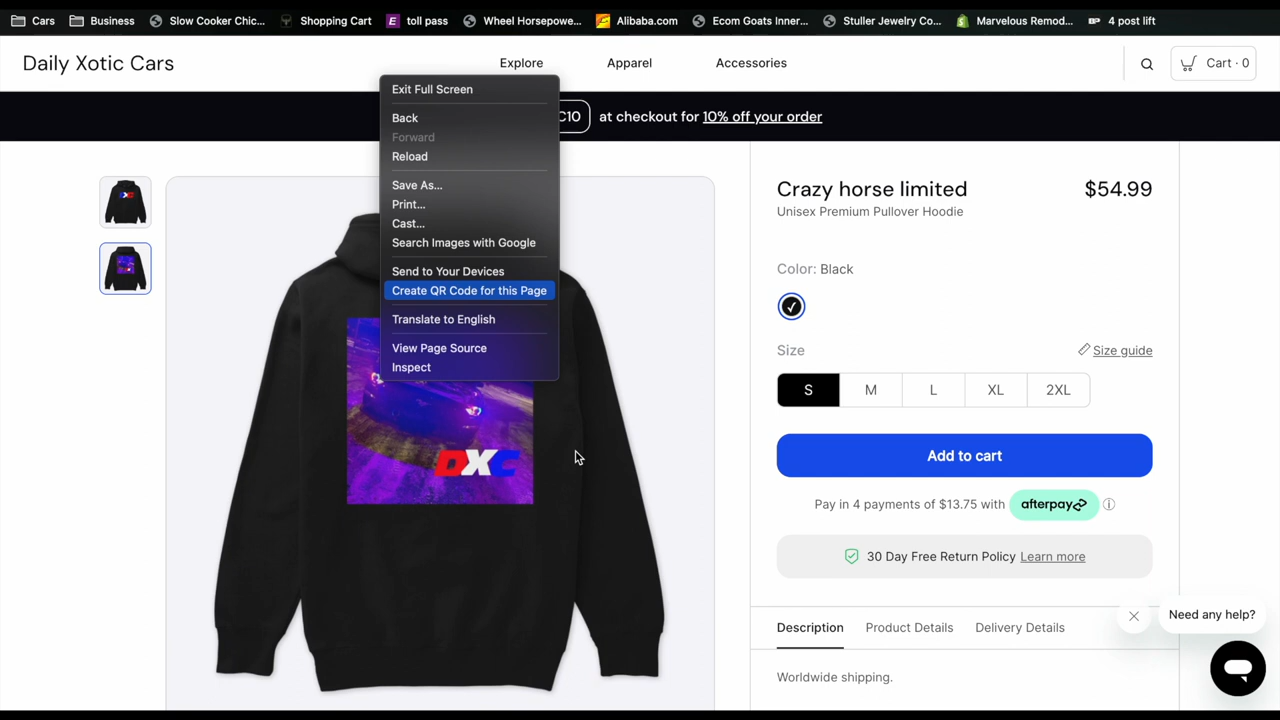 Cars
Business
Slow Cooker Chic...
Shopping Cart
toll pass
Wheel Horsepowe...
Alibaba.com
Ecom Goats Inner...
Stuller Jewelry Co...
Marvelous Remod...
4 post lift
Daily Xotic Cars
Explore
Apparel
Accessories
Cart · 0
C10 at checkout for 10% off your order
Exit Full Screen
Back
Forward
Reload
Save As...
Print...
Cast...
Search Images with Google
Send to Your Devices
Create QR Code for this Page
Translate to English
View Page Source
Inspect
DXC
DXC
Crazy horse limited
$54.99
Unisex Premium Pullover Hoodie
Color: Black
Size
Size guide
S
M
L
XL
2XL
Add to cart
Pay in 4 payments of $13.75 with afterpay
30 Day Free Return Policy Learn more
Need any help?
Description
Product Details
Delivery Details
Worldwide shipping.